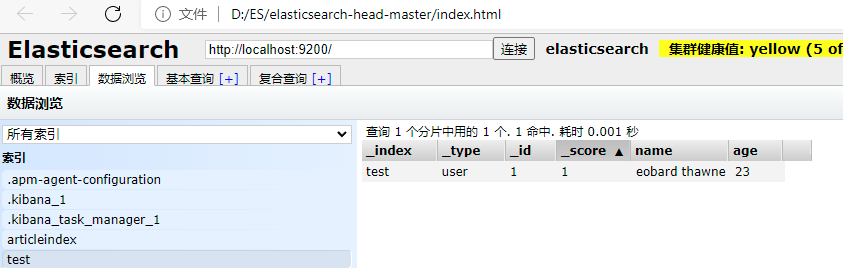 文件 D:/ES/elasticsearch-head-master/index.html
Elasticsearch http://localhost:9200/ 连接 elasticsearch 集群健康值: yellow (5 of
概览 索引 数据浏览 基本查询 [+] 复合查询 [+]
数据浏览
所有索引
索引
.apm-agent-configuration
.kibana_1
.kibana_task_manager_1
articleindex
test
查询 1 个分片中用的 1 个. 1 命中. 耗时 0.001 秒
_index _type _id _score ▲ name age
test user 1 1 eobard thawne 23